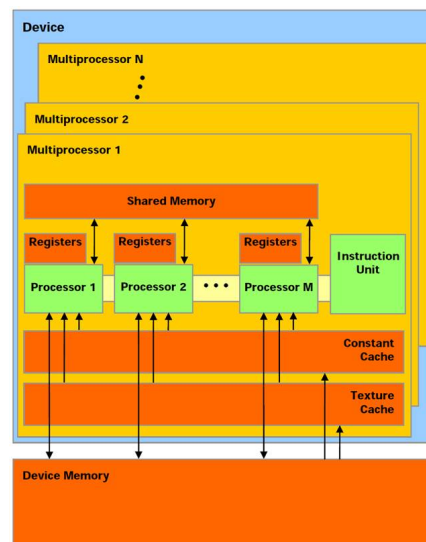 Device
Multiprocessor N
Multiprocessor 2
Multiprocessor 1
Shared Memory
Registers
Registers
Registers
Instruction
Unit
Processor 1
Processor 2
Processor M
Constant
Cache
Texture
Cache
Device Memory